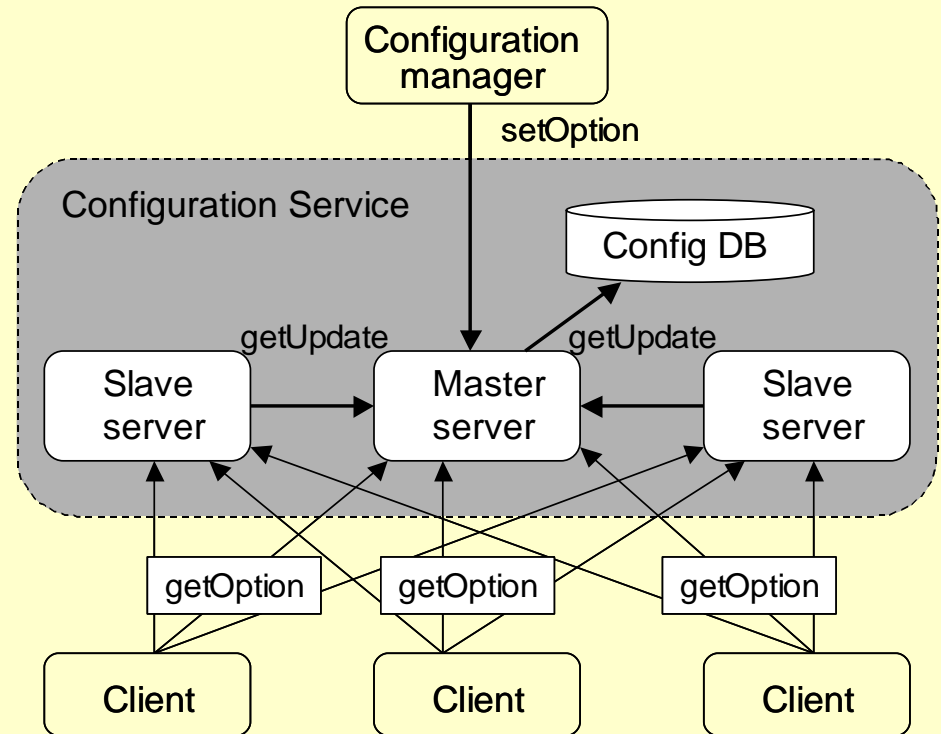 Configuration
manager
setOption
Configuration Service
Config DB
getUpdate
getUpdate
Slave
server
Master
server
Slave
server
getOption
getOption
getOption
Client
Client
Client